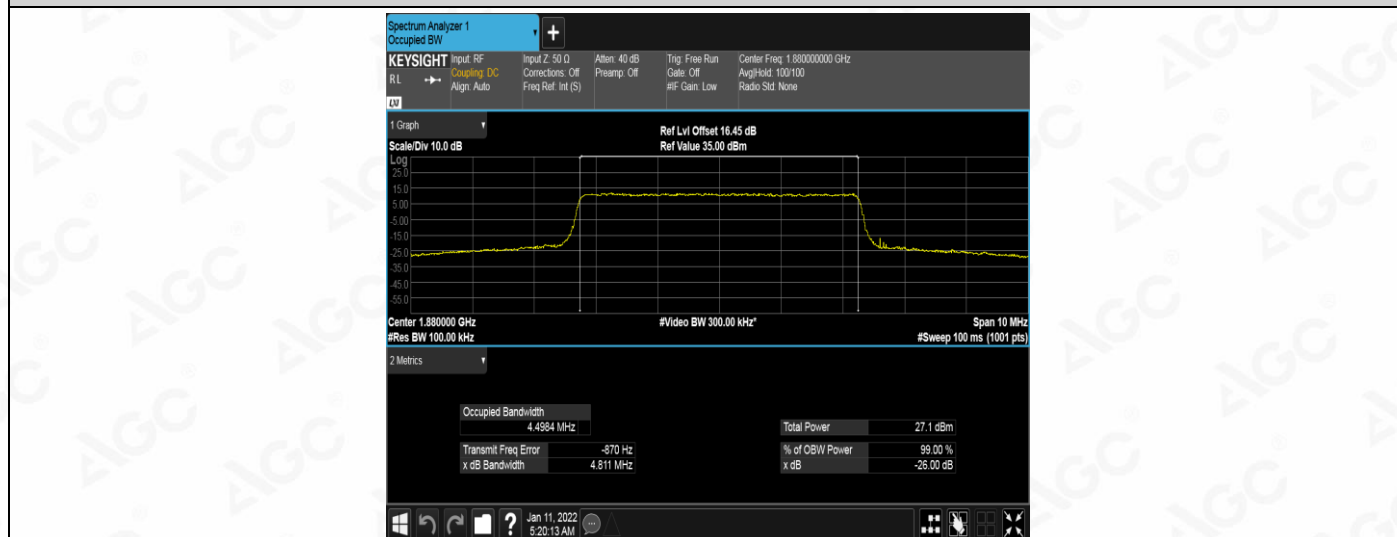 Spectrum Analyzer 1
Occupied BW
+
KEYSIGHT
RL
LXI
Input: RF
Coupling: DC
Align: Auto
Input Z: 50 Ω
Corrections: Off
Freq Ref: Int (S)
Atten: 40 dB
Preamp: Off
Trig: Free Run
Gate: Off
#IF Gain: Low
Center Freq: 1.880000000 GHz
Avg|Hold: 100/100
Radio Std: None
1 Graph
Scale/Div 10.0 dB
Ref Lvl Offset 16.45 dB
Ref Value 35.00 dBm
Log
25.0
15.0
5.00
-5.00
-15.0
-25.0
-35.0
-45.0
-55.0
Center 1.880000 GHz
#Video BW 300.00 kHz*
Span 10 MHz
#Res BW 100.00 kHz
#Sweep 100 ms (1001 pts)
2 Metrics
Occupied Bandwidth
4.4984 MHz
Total Power 27.1 dBm
Transmit Freq Error -870 Hz
% of OBW Power 99.00 %
x dB Bandwidth 4.811 MHz
x dB -26.00 dB
?
Jan 11, 2022
5:20:13 AM
AGC